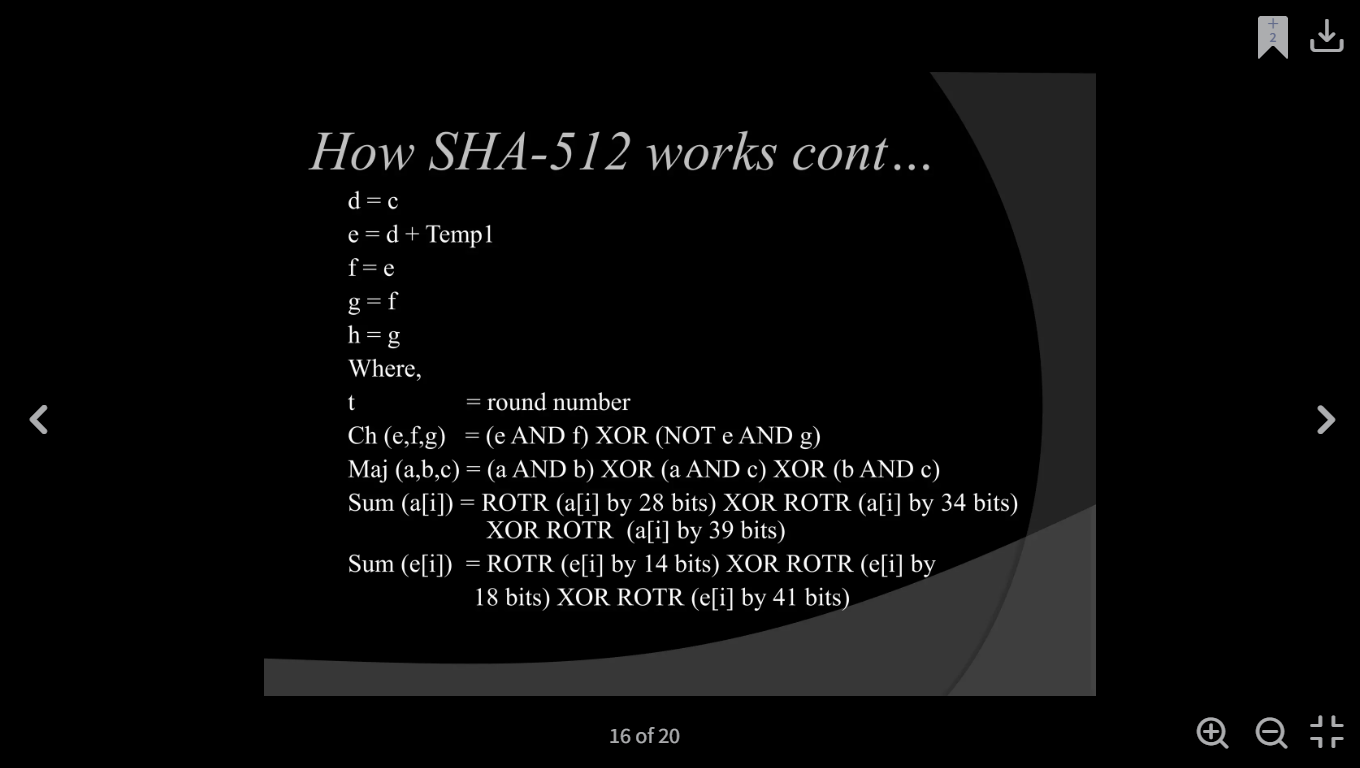 +
2
How SHA-512 works cont…
d = c
e = d + Temp1
f = e
g = f
h = g
Where,
t = round number
Ch (e,f,g) = (e AND f) XOR (NOT e AND g)
Maj (a,b,c) = (a AND b) XOR (a AND c) XOR (b AND c)
Sum (a[i]) = ROTR (a[i] by 28 bits) XOR ROTR (a[i] by 34 bits)
XOR ROTR (a[i] by 39 bits)
Sum (e[i]) = ROTR (e[i] by 14 bits) XOR ROTR (e[i] by
18 bits) XOR ROTR (e[i] by 41 bits)
16 of 20